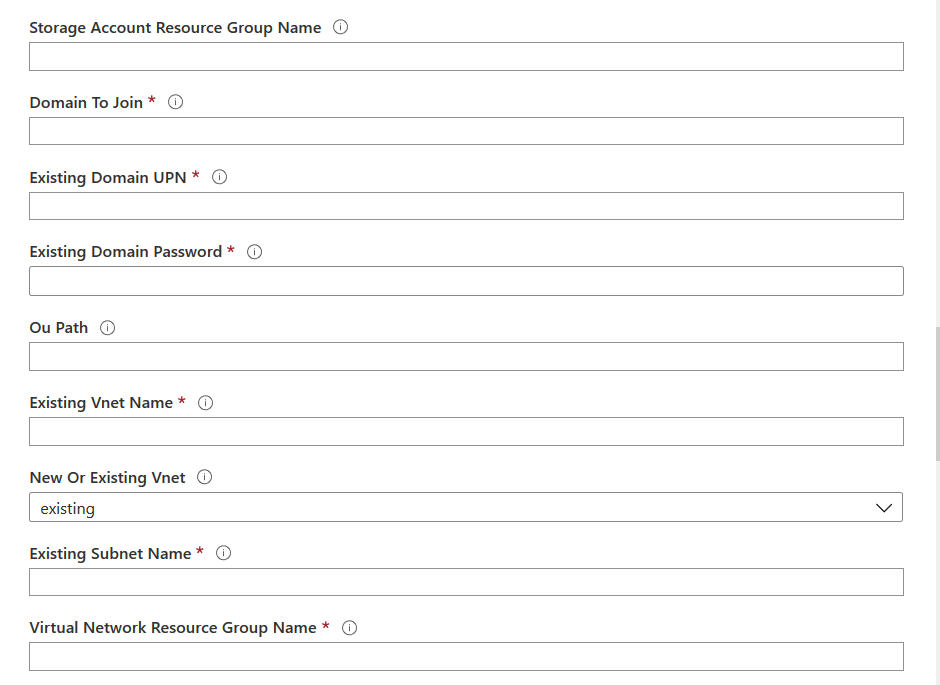 Storage Account Resource Group Name
Domain To Join *
Existing Domain UPN *
Existing Domain Password *
Ou Path
Existing Vnet Name *
New Or Existing Vnet
existing
Existing Subnet Name *
Virtual Network Resource Group Name *